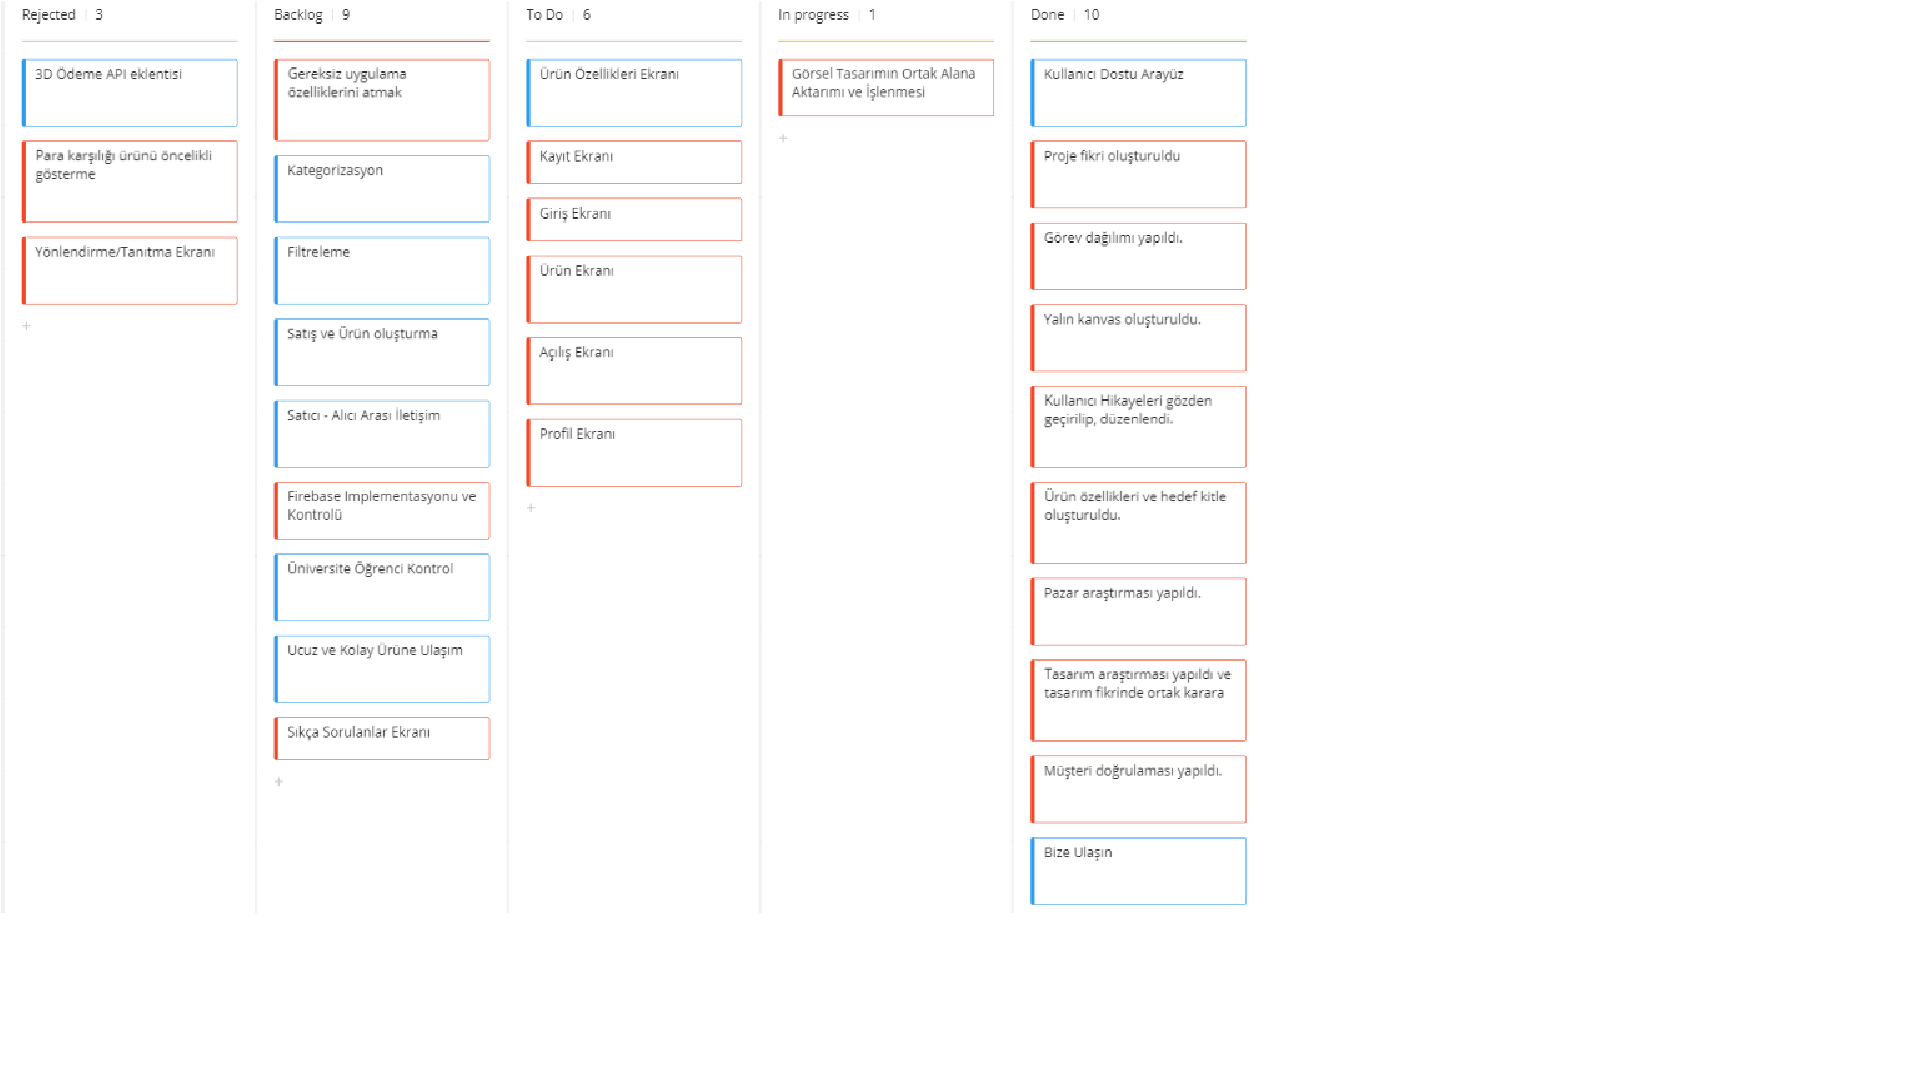 Rejected 3
3D Ödeme API eklentisi
Para karşılığı ürünü öncelikli
gösterme
Yönlendirme/Tanıtma Ekranı
+
Backlog 9
Gereksiz uygulama
özelliklerini atmak
Kategorizasyon
Filtreleme
Satış ve Ürün oluşturma
Satıcı - Alıcı Arası İletişim
Firebase Implementasyonu ve
Kontrolü
Üniversite Öğrenci Kontrol
Ucuz ve Kolay Ürüne Ulaşım
Sıkça Sorulanlar Ekranı
+
To Do 6
Ürün Özellikleri Ekranı
Kayıt Ekranı
Giriş Ekranı
Ürün Ekranı
Açılış Ekranı
Profil Ekranı
+
In progress 1
Görsel Tasarımın Ortak Alana
Aktarımı ve İşlenmesi
+
Done 10
Kullanıcı Dostu Arayüz
Proje fikri oluşturuldu
Görev dağılımı yapıldı.
Yalın kanvas oluşturuldu.
Kullanıcı Hikayeleri gözden
geçirilip, düzenlendi.
Ürün özellikleri ve hedef kitle
oluşturuldu.
Pazar araştırması yapıldı.
Tasarım araştırması yapıldı ve
tasarım fikrinde ortak karara
Müşteri doğrulaması yapıldı.
Bize Ulaşın